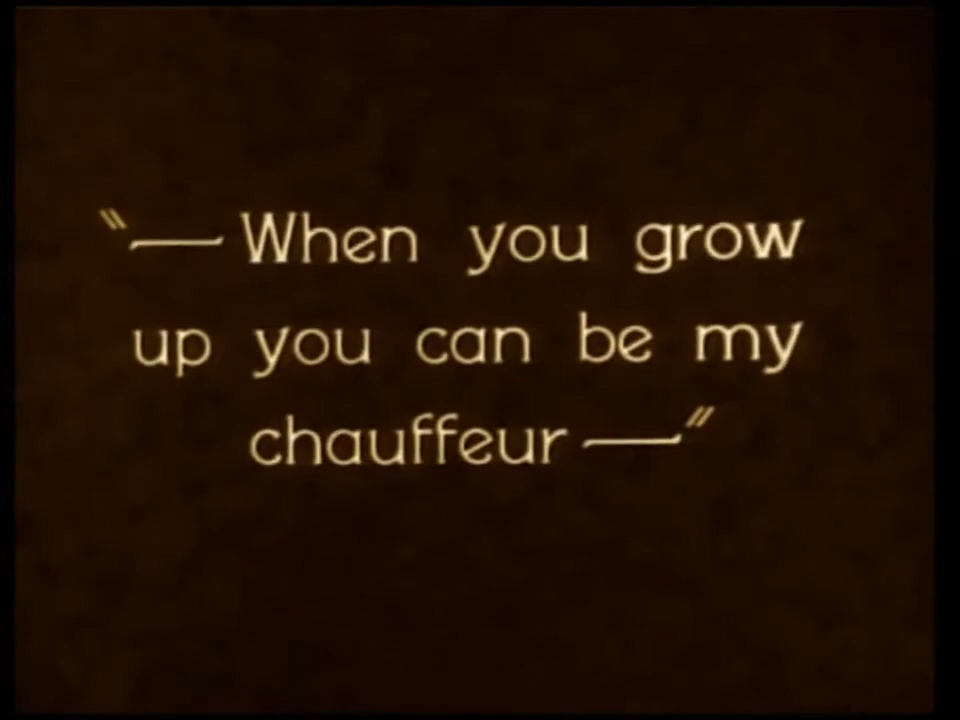 "— When you grow
up you can be my
chauffeur —"